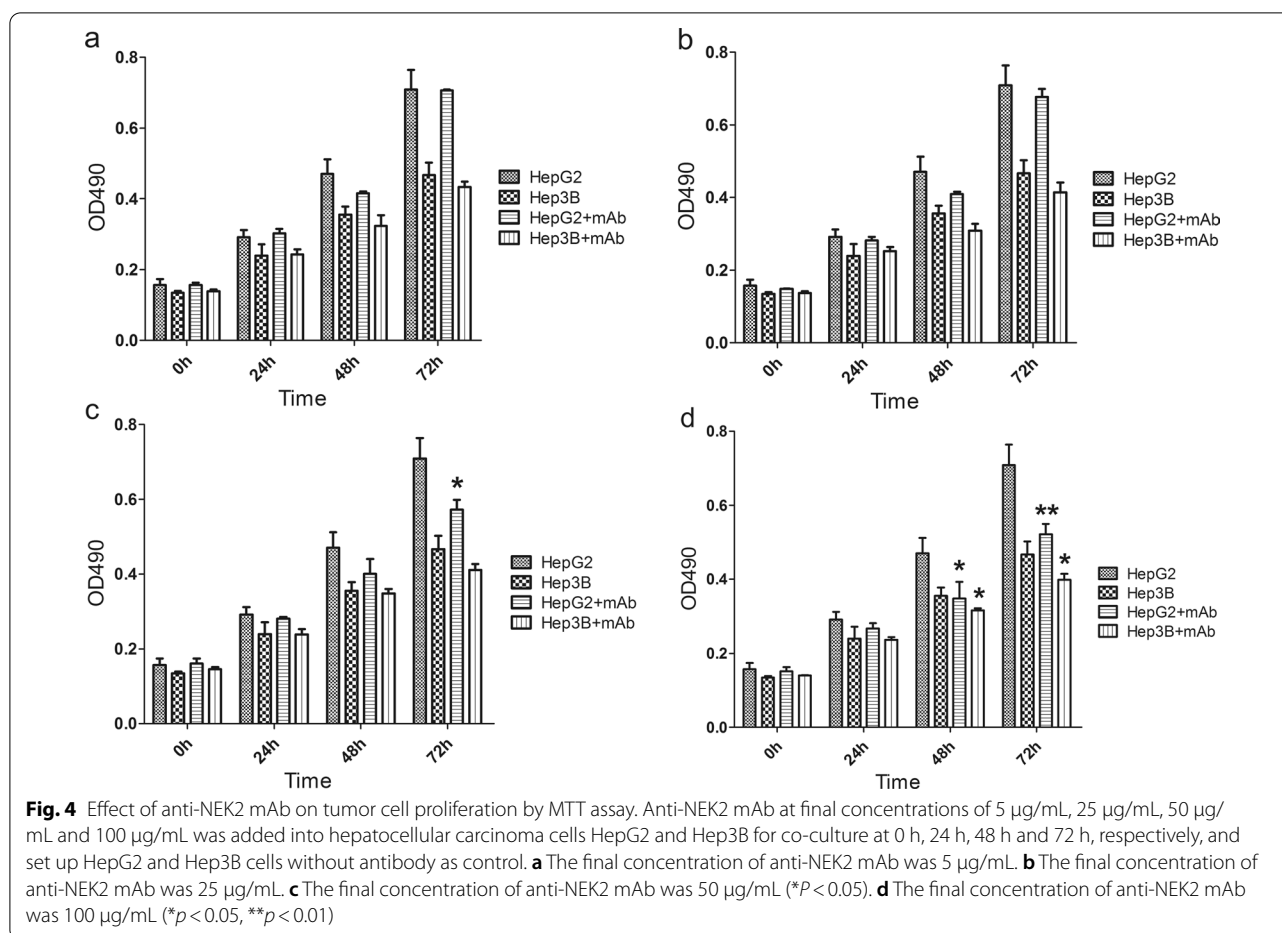 a
0.8
0.6
0.4
0.2
0.0
OD490
0h
24h
48h
72h
Time
HepG2
Hep3B
HepG2+mAb
Hep3B+mAb
b
0.8
0.6
0.4
0.2
0.0
OD490
0h
24h
48h
72h
Time
HepG2
Hep3B
HepG2+mAb
Hep3B+mAb
c
0.8
0.6
0.4
0.2
0.0
OD490
*
0h
24h
48h
72h
Time
HepG2
Hep3B
HepG2+mAb
Hep3B+mAb
d
0.8
0.6
0.4
0.2
0.0
OD490
*
*
**
*
0h
24h
48h
72h
Time
HepG2
Hep3B
HepG2+mAb
Hep3B+mAb
Fig. 4 Effect of anti-NEK2 mAb on tumor cell proliferation by MTT assay. Anti-NEK2 mAb at final concentrations of 5 μg/mL, 25 μg/mL, 50 μg/
mL and 100 μg/mL was added into hepatocellular carcinoma cells HepG2 and Hep3B for co-culture at 0 h, 24 h, 48 h and 72 h, respectively, and
set up HepG2 and Hep3B cells without antibody as control. a The final concentration of anti-NEK2 mAb was 5 μg/mL. b The final concentration of
anti-NEK2 mAb was 25 μg/mL. c The final concentration of anti-NEK2 mAb was 50 μg/mL (*P < 0.05). d The final concentration of anti-NEK2 mAb
was 100 μg/mL (*p < 0.05, **p < 0.01)